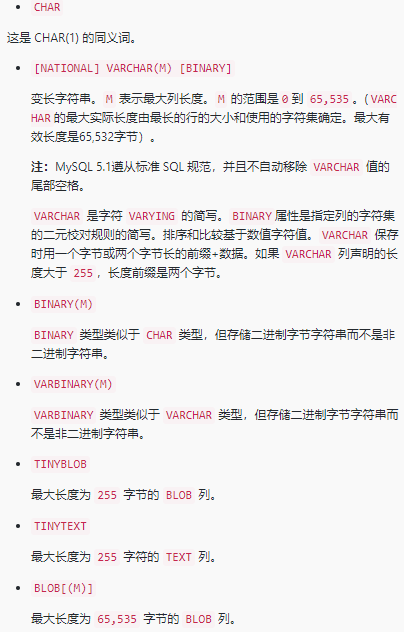 CHAR
这是 CHAR(1) 的同义词。
[NATIONAL] VARCHAR(M) [BINARY]
变长字符串。M 表示最大列长度。M 的范围是 0 到 65,535。(VARC
HAR 的最大实际长度由最长的行的大小和使用的字符集确定。最大有
效长度是65,532字节）。
注：MySQL 5.1遵从标准 SQL 规范，并且不自动移除 VARCHAR 值的
尾部空格。
VARCHAR 是字符 VARYING 的简写。BINARY 属性是指定列的字符集
的二元校对规则的简写。排序和比较基于数值字符值。VARCHAR 保存
时用一个字节或两个字节长的前缀+数据。如果 VARCHAR 列声明的长
度大于 255，长度前缀是两个字节。
BINARY(M)
BINARY 类型类似于 CHAR 类型，但存储二进制字节字符串而不是非
二进制字符串。
VARBINARY(M)
VARBINARY 类型类似于 VARCHAR 类型，但存储二进制字节字符串而
不是非二进制字符串。
TINYBLOB
最大长度为 255 字节的 BLOB 列。
TINYTEXT
最大长度为 255 字符的 TEXT 列。
BLOB[(M)]
最大长度为 65,535 字节的 BLOB 列。